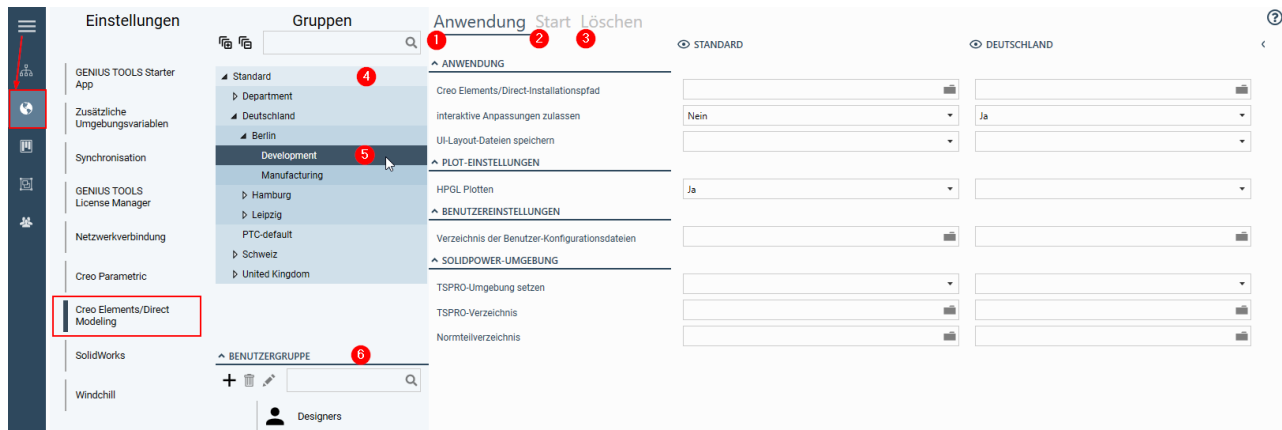 Einstellungen
GENIUS TOOLS Starter
App
Zusätzliche
Umgebungsvariablen
Synchronisation
GENIUS TOOLS
License Manager
Netzwerkverbindung
Creo Parametric
Creo Elements/Direct
Modeling
SolidWorks
Windchill
Gruppen
Standard
4
Department
Deutschland
Berlin
Development
5
Manufacturing
Hamburg
Leipzig
PTC-default
Schweiz
United Kingdom
BENUTZERGRUPPE
6
Designers
Anwendung Start Löschen
1 2 3
STANDARD DEUTSCHLAND
ANWENDUNG
Creo Elements/Direct-Installationspfad
interaktive Anpassungen zulassen Nein Ja
UI-Layout-Dateien speichern
PLOT-EINSTELLUNGEN
HPGL Plotten Ja
BENUTZEREINSTELLUNGEN
Verzeichnis der Benutzer-Konfigurationsdateien
SOLIDPOWER-UMGEBUNG
TSPRO-Umgebung setzen
TSPRO-Verzeichnis
Normteilverzeichnis